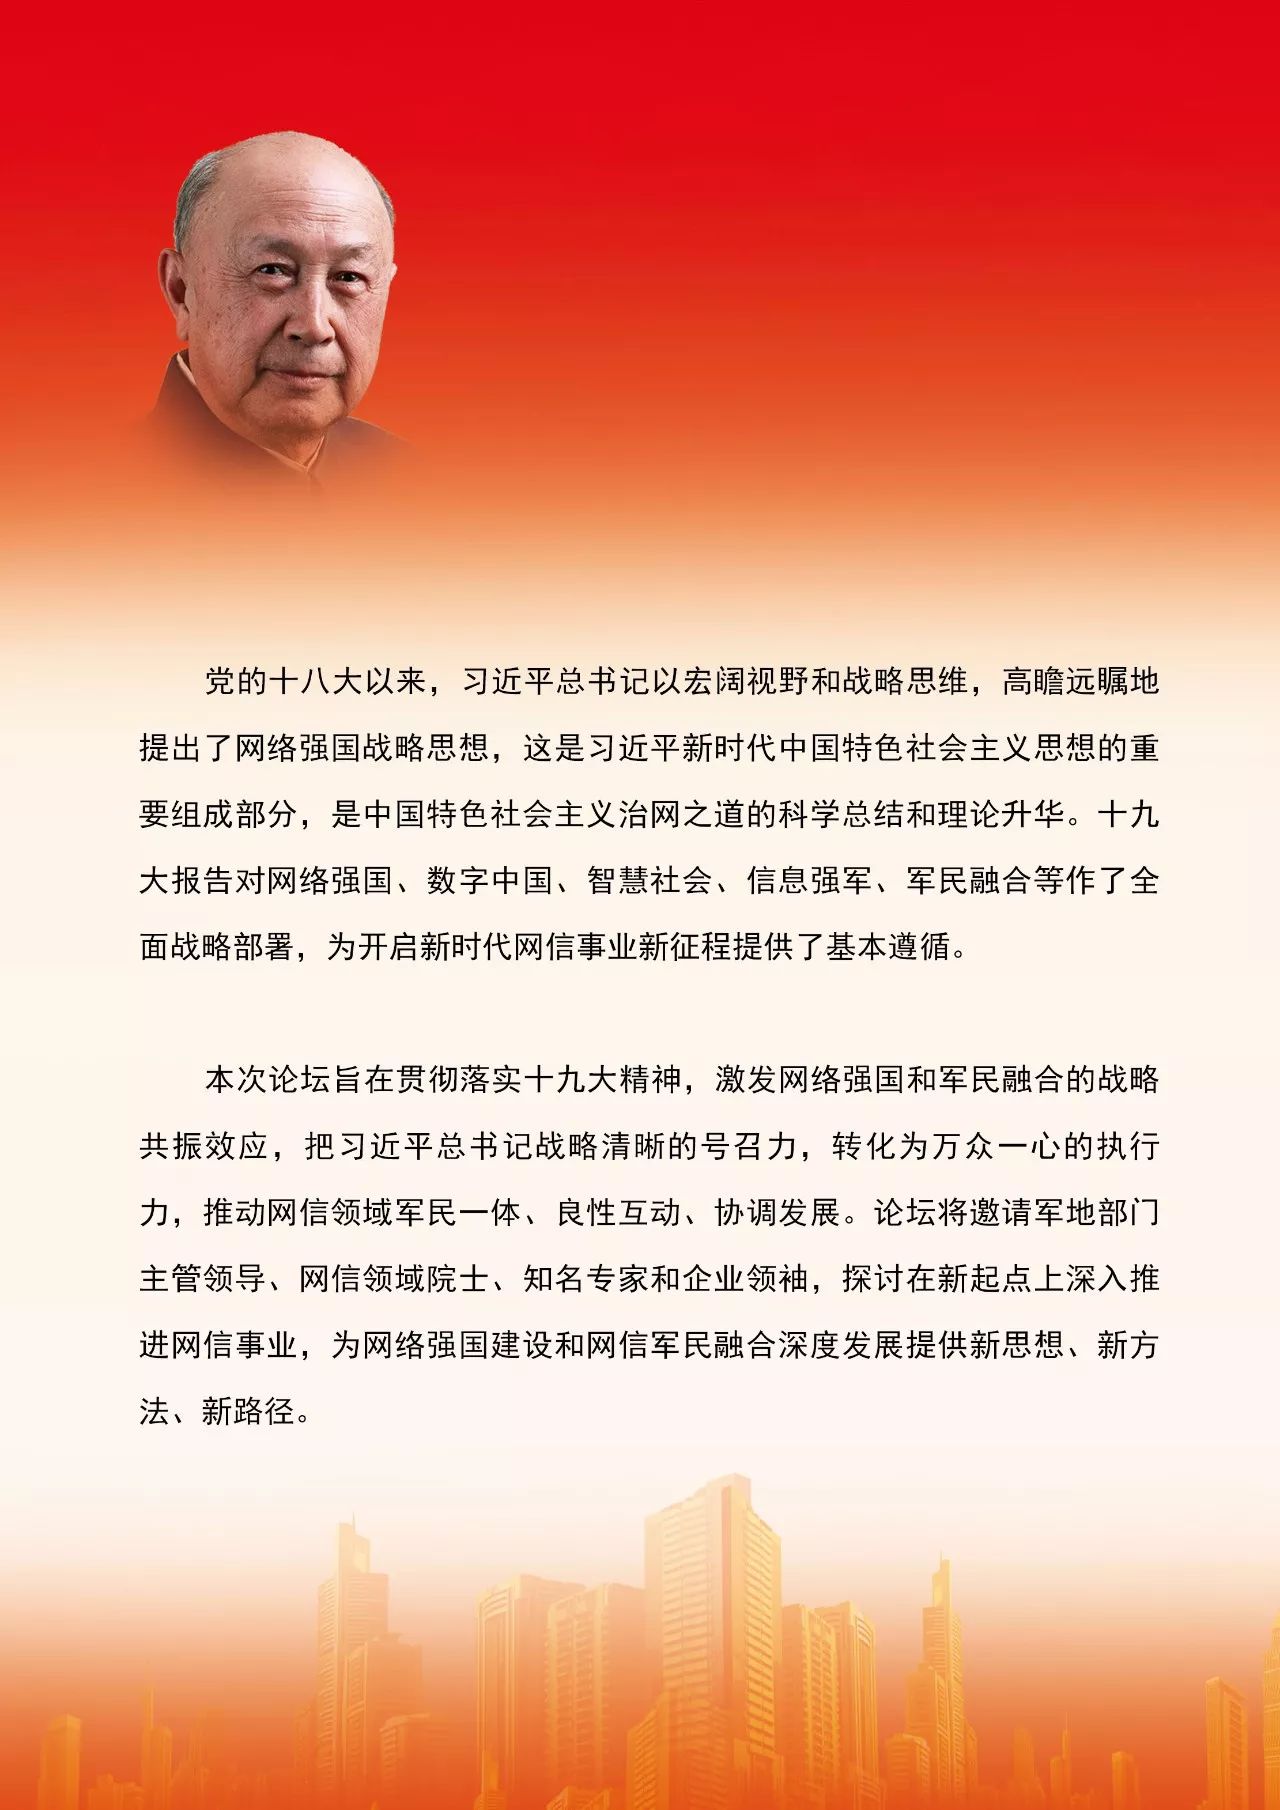 党的十八大以来，习近平总书记以宏阔视野和战略思维，高瞻远瞩地
提出了网络强国战略思想，这是习近平新时代中国特色社会主义思想的重
要组成部分，是中国特色社会主义治网之道的科学总结和理论升华。十九
大报告对网络强国、数字中国、智慧社会、信息强军、军民融合等作了全
面战略部署，为开启新时代网信事业新征程提供了基本遵循。
本次论坛旨在贯彻落实十九大精神，激发网络强国和军民融合的战略
共振效应，把习近平总书记战略清晰的号召力，转化为万众一心的执行
力，推动网信领域军民一体、良性互动、协调发展。论坛将邀请军地部门
主管领导、网信领域院士、知名专家和企业领袖，探讨在新起点上深入推
进网信事业，为网络强国建设和网信军民融合深度发展提供新思想、新方
法、新路径。